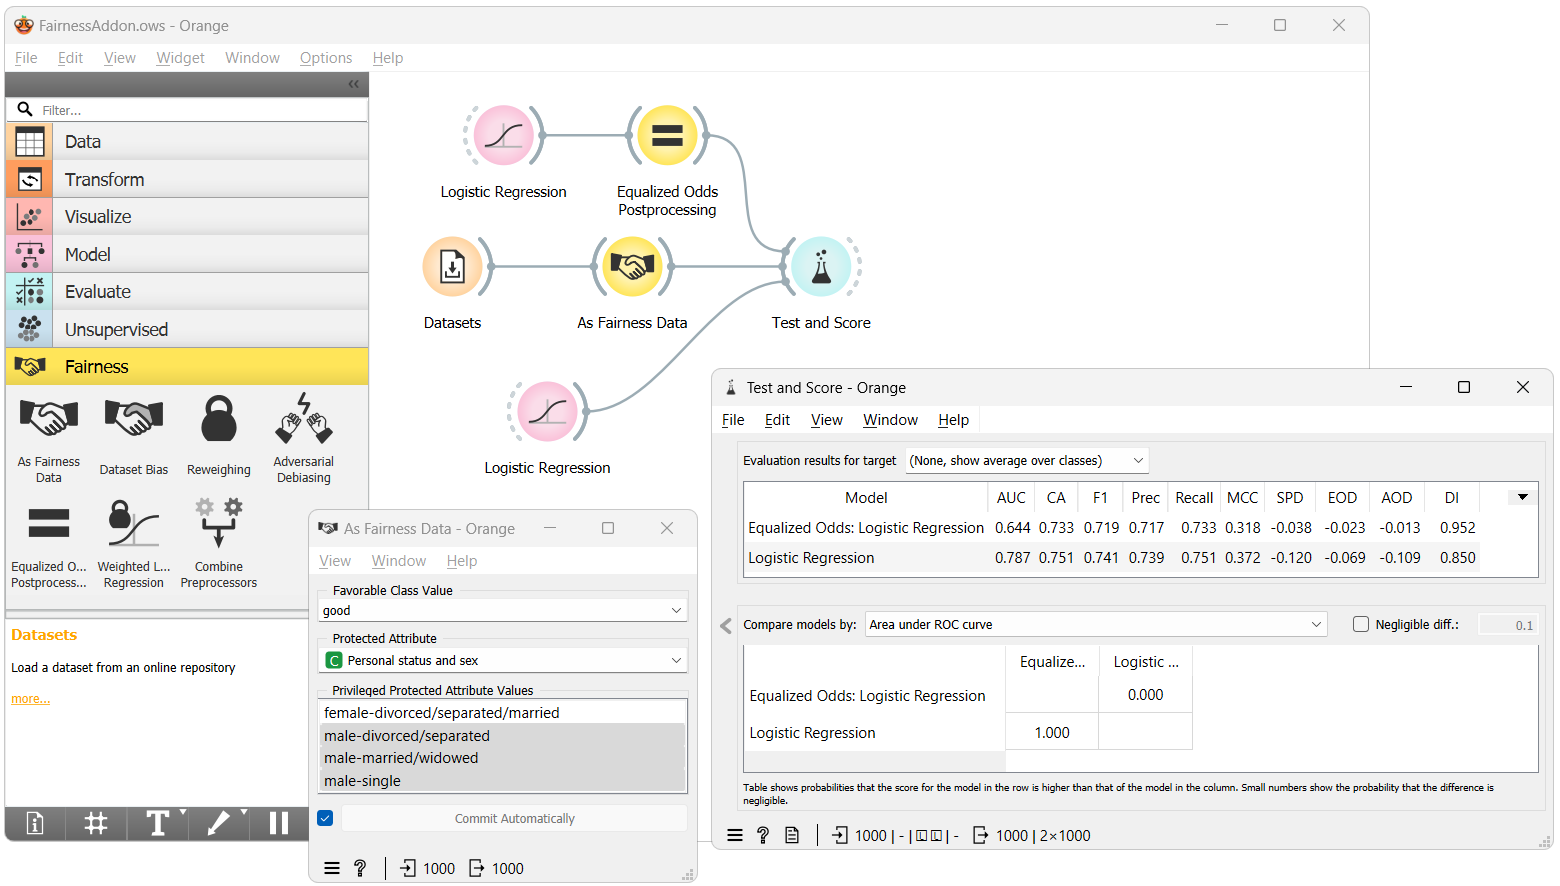 FairnessAddon.ows - Orange
File Edit View Widget Window Options Help
Filter...
Data
Transform
Visualize
Model
Evaluate
Unsupervised
Fairness
As Fairness Data
Dataset Bias
Reweighing
Adversarial Debiasing
Equalized O... Postprocess...
Weighted L... Regression
Combine Preprocessors
Datasets
Load a dataset from an online repository
more...
Logistic Regression
Equalized Odds
Postprocessing
Datasets
As Fairness Data
Test and Score
Logistic Regression
As Fairness Data - Orange
View Window Help
Favorable Class Value
good
Protected Attribute
C Personal status and sex
Privileged Protected Attribute Values
female-divorced/separated/married
male-divorced/separated
male-married/widowed
male-single
Commit Automatically
? 1000 1000
Test and Score - Orange
File Edit View Window Help
Evaluation results for target (None, show average over classes)
Model AUC CA F1 Prec Recall MCC SPD EOD AOD DI
Equalized Odds: Logistic Regression 0.644 0.733 0.719 0.717 0.733 0.318 -0.038 -0.023 -0.013 0.952
Logistic Regression 0.787 0.751 0.741 0.739 0.751 0.372 -0.120 -0.069 -0.109 0.850
Compare models by: Area under ROC curve Negligible diff.: 0.1
Equalize... Logistic ...
Equalized Odds: Logistic Regression 0.000
Logistic Regression 1.000
Table shows probabilities that the score for the model in the row is higher than that of the model in the column. Small numbers show the probability that the difference is
negligible.
? 1000 | - | | - 1000 | 2×1000